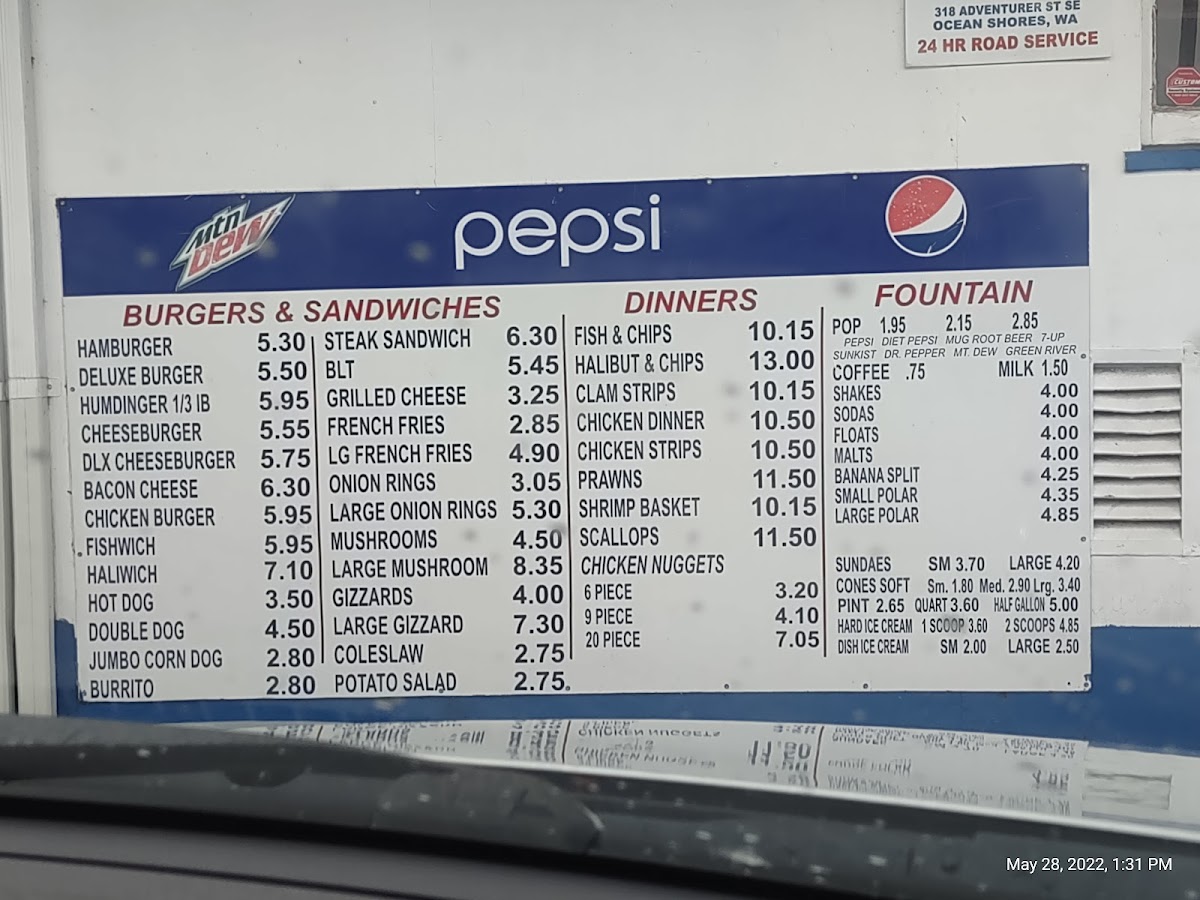 318 ADVENTURER ST SE
OCEAN SHORES, WA
24 HR ROAD SERVICE
Mtn
DEW
pepsi
BURGERS & SANDWICHES
HAMBURGER 5.30
DELUXE BURGER 5.50
HUMDINGER 1/3 lB 5.95
CHEESEBURGER 5.55
DLX CHEESEBURGER 5.75
BACON CHEESE 6.30
CHICKEN BURGER 5.95
FISHWICH 5.95
HALIWICH 7.10
HOT DOG 3.50
DOUBLE DOG 4.50
JUMBO CORN DOG 2.80
BURRITO 2.80
STEAK SANDWICH 6.30
BLT 5.45
GRILLED CHEESE 3.25
FRENCH FRIES 2.85
LG FRENCH FRIES 4.90
ONION RINGS 3.05
LARGE ONION RINGS 5.30
MUSHROOMS 4.50
LARGE MUSHROOM 8.35
GIZZARDS 4.00
LARGE GIZZARD 7.30
COLESLAW 2.75
POTATO SALAD 2.75
DINNERS
FISH & CHIPS 10.15
HALIBUT & CHIPS 13.00
CLAM STRIPS 10.15
CHICKEN DINNER 10.50
CHICKEN STRIPS 10.50
PRAWNS 11.50
SHRIMP BASKET 10.15
SCALLOPS 11.50
CHICKEN NUGGETS
6 PIECE 3.20
9 PIECE 4.10
20 PIECE 7.05
FOUNTAIN
POP 1.95 2.15 2.85
PEPSI DIET PEPSI MUG ROOT BEER 7-UP
SUNKIST DR. PEPPER MT. DEW GREEN RIVER
COFFEE .75 MILK 1.50
SHAKES 4.00
SODAS 4.00
FLOATS 4.00
MALTS 4.00
BANANA SPLIT 4.25
SMALL POLAR 4.35
LARGE POLAR 4.85
SUNDAES SM 3.70 LARGE 4.20
CONES SOFT Sm. 1.80 Med. 2.90 Lrg. 3.40
PINT 2.65 QUART 3.60 HALF GALLON 5.00
HARD ICE CREAM 1 SCOOP 3.60 2 SCOOPS 4.85
DISH ICE CREAM SM 2.00 LARGE 2.50
May 28, 2022, 1:31 PM